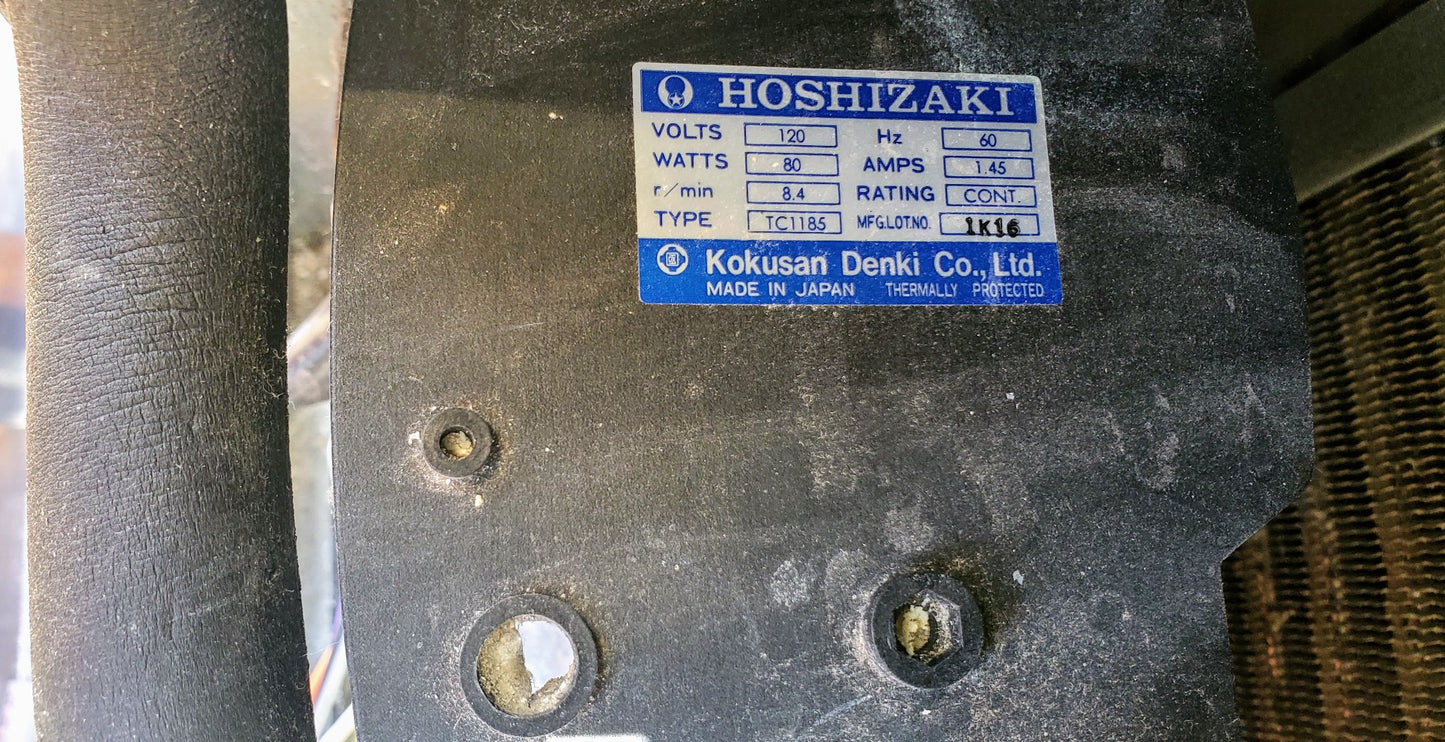 HOSHIZAKI
VOLTS 120 Hz 60
WATTS 80 AMPS 1.45
r/min 8.4 RATING CONT.
TYPE TC1185 MFG.LOT.NO. 1K16
Kokusan Denki Co., Ltd.
MADE IN JAPAN THERMALLY PROTECTED